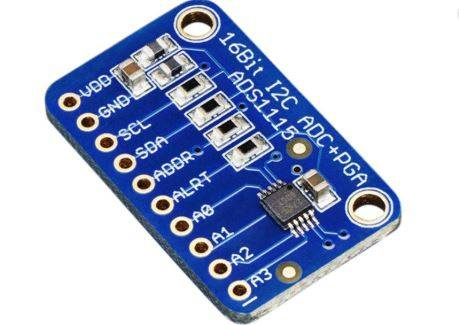 16Bit I2C ADC+PGA
ADS1115
VDD
GND
SCL
SDA
ADDR
ALRT
A0
A1
A2
A3